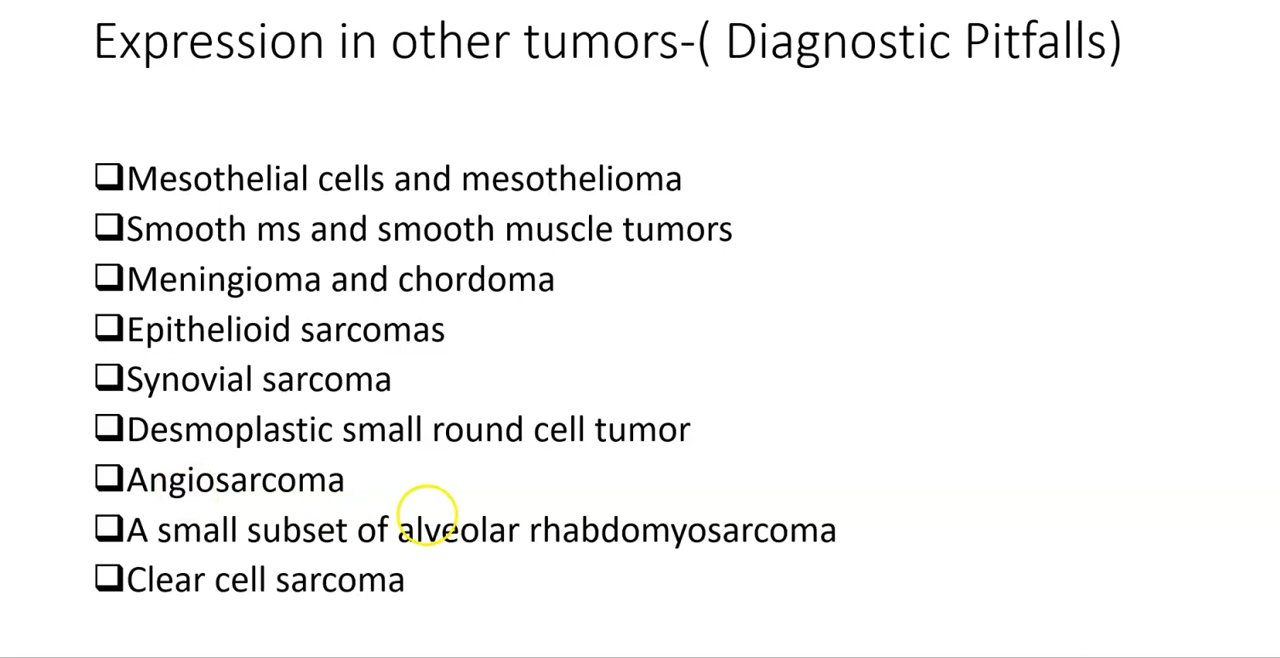 Expression in other tumors-( Diagnostic Pitfalls)
❑Mesothelial cells and mesothelioma
❑Smooth ms and smooth muscle tumors
❑Meningioma and chordoma
❑Epithelioid sarcomas
❑Synovial sarcoma
❑Desmoplastic small round cell tumor
❑Angiosarcoma
❑A small subset of alveolar rhabdomyosarcoma
❑Clear cell sarcoma